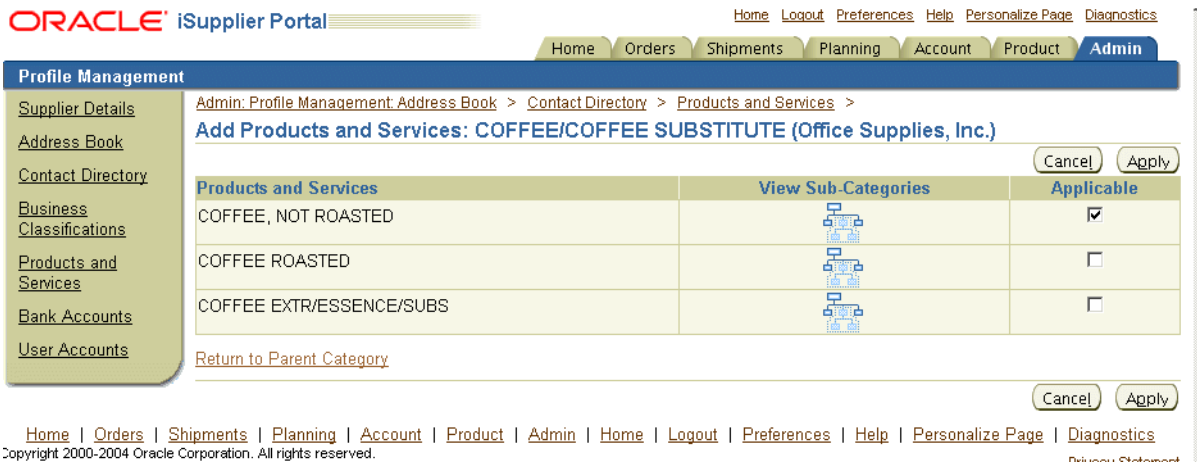 ORACLE® iSupplier Portal
Home Logout Preferences Help Personalize Page Diagnostics
Home Orders Shipments Planning Account Product Admin
Profile Management
Supplier Details
Address Book
Contact Directory
Business
Classifications
Products and
Services
Bank Accounts
User Accounts
Admin: Profile Management: Address Book > Contact Directory > Products and Services >
Add Products and Services: COFFEE/COFFEE SUBSTITUTE (Office Supplies, Inc.)
Cancel Apply
Products and Services View Sub-Categories Applicable
COFFEE, NOT ROASTED
COFFEE ROASTED
COFFEE EXTR/ESSENCE/SUBS
Return to Parent Category
Cancel Apply
Home | Orders | Shipments | Planning | Account | Product | Admin | Home | Logout | Preferences | Help | Personalize Page | Diagnostics
Copyright 2000-2004 Oracle Corporation. All rights reserved.
Privacy Statement